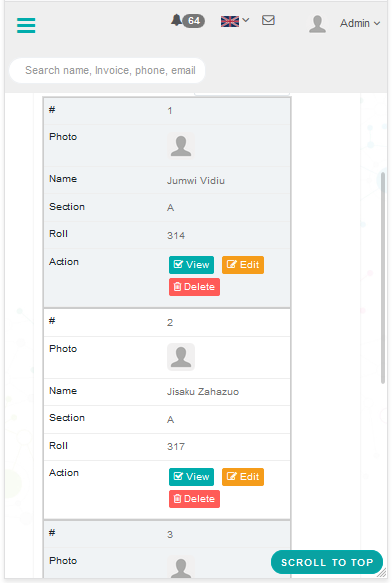 64
Admin
Search name, Invoice, phone, email
# 1
Photo
Name Jumwi Vidiu
Section A
Roll 314
Action View Edit
Delete
# 2
Photo
Name Jisaku Zahazuo
Section A
Roll 317
Action View Edit
Delete
# 3
Photo
SCROLL TO TOP